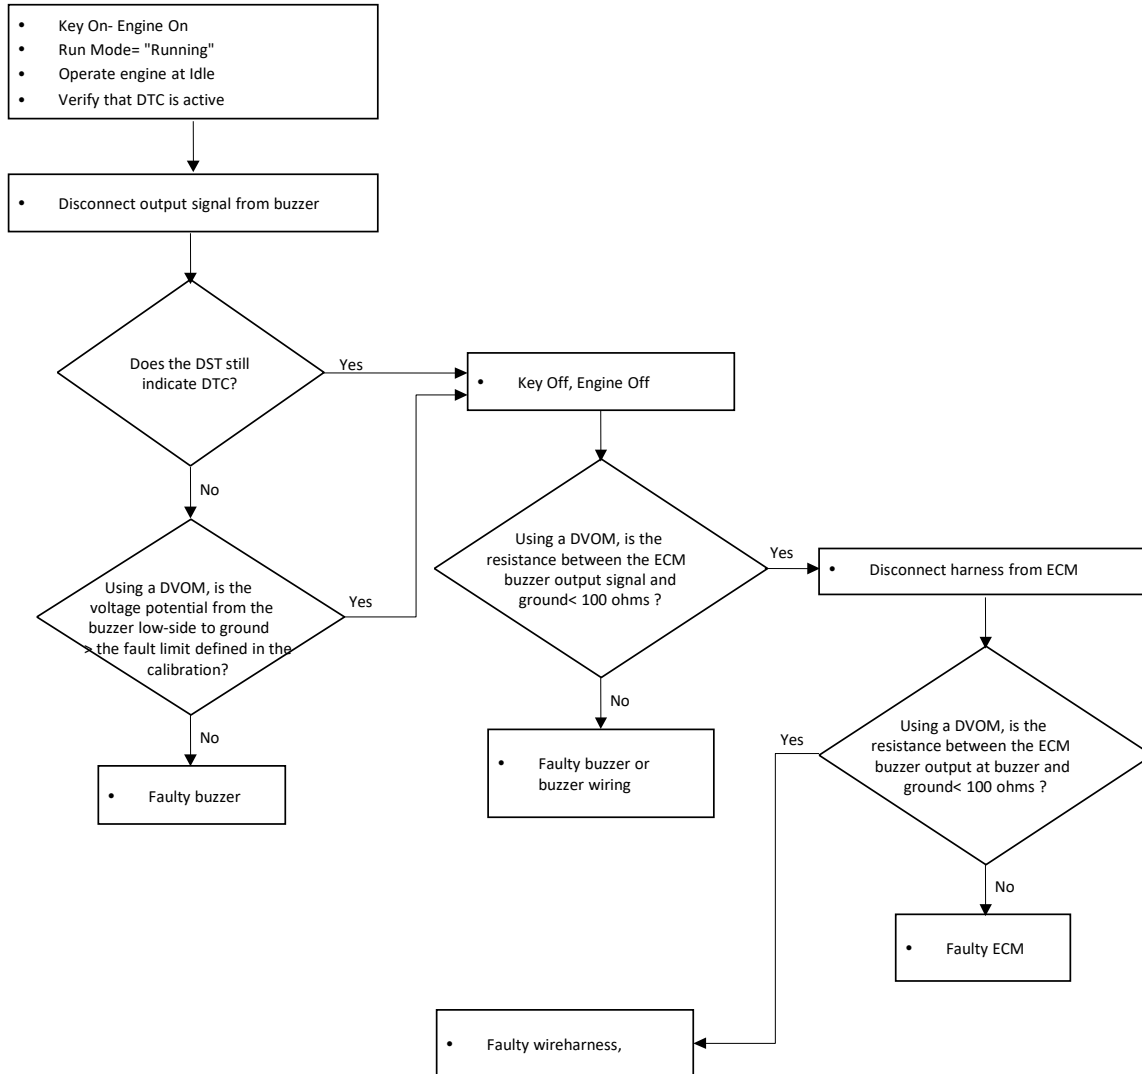 • Key On- Engine On
• Run Mode= "Running"
• Operate engine at Idle
• Verify that DTC is active
• Disconnect output signal from buzzer
Does the DST still
indicate DTC?
Yes
No
• Key Off, Engine Off
Using a DVOM, is the
voltage potential from the
buzzer low-side to ground
> the fault limit defined in the
calibration?
Yes
No
• Faulty buzzer
Using a DVOM, is the
resistance between the ECM
buzzer output signal and
ground< 100 ohms ?
Yes
No
• Faulty buzzer or
buzzer wiring
• Disconnect harness from ECM
Using a DVOM, is the
resistance between the ECM
buzzer output at buzzer and
ground< 100 ohms ?
Yes
No
• Faulty ECM
• Faulty wireharness,